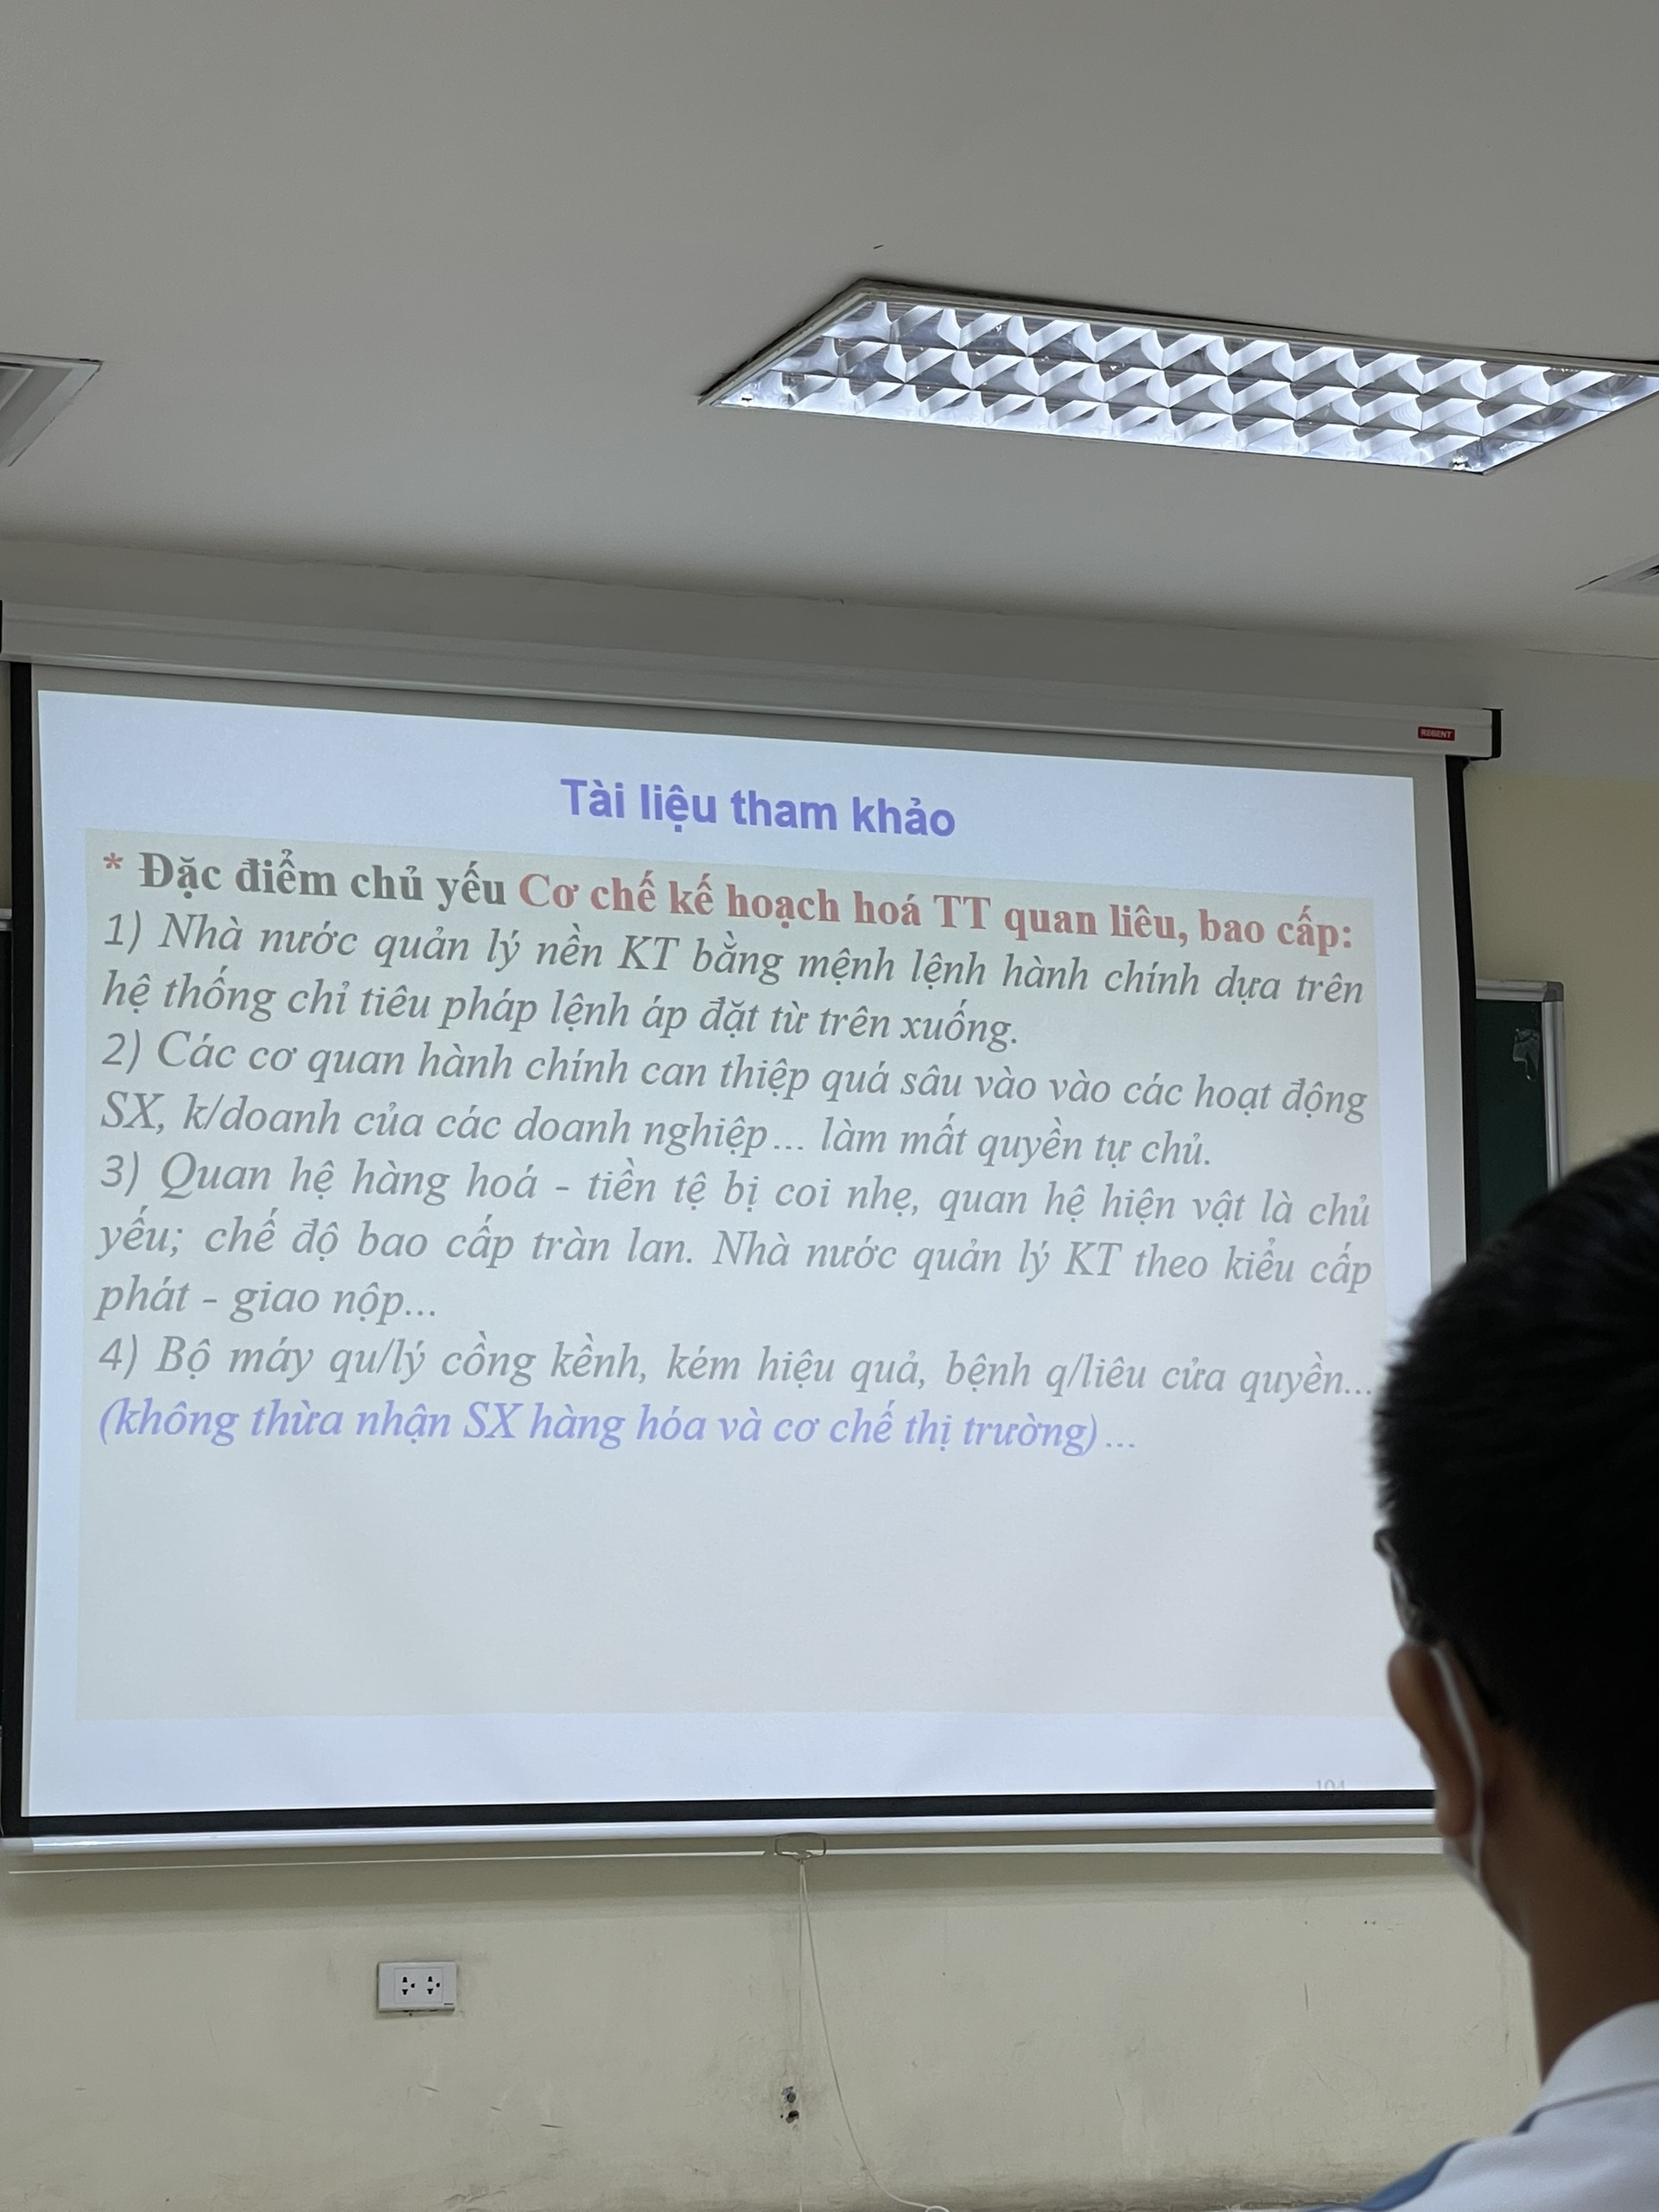 REGENT
Tài liệu tham khảo
* Đặc điểm chủ yếu Cơ chế kế hoạch hoá TT quan liêu, bao cấp:
1) Nhà nước quản lý nền KT bằng mệnh lệnh hành chính dựa trên
hệ thống chỉ tiêu pháp lệnh áp đặt từ trên xuống.
2) Các cơ quan hành chính can thiệp quá sâu vào vào các hoạt động
SX, k/doanh của các doanh nghiệp... làm mất quyền tự chủ.
3) Quan hệ hàng hoá - tiền tệ bị coi nhẹ, quan hệ hiện vật là chủ
yếu; chế độ bao cấp tràn lan. Nhà nước quản lý KT theo kiểu cấp
phát - giao nộp...
4) Bộ máy qu/lý cồng kềnh, kém hiệu quả, bệnh q/liêu cửa quyền...
(không thừa nhận SX hàng hóa và cơ chế thị trường)...